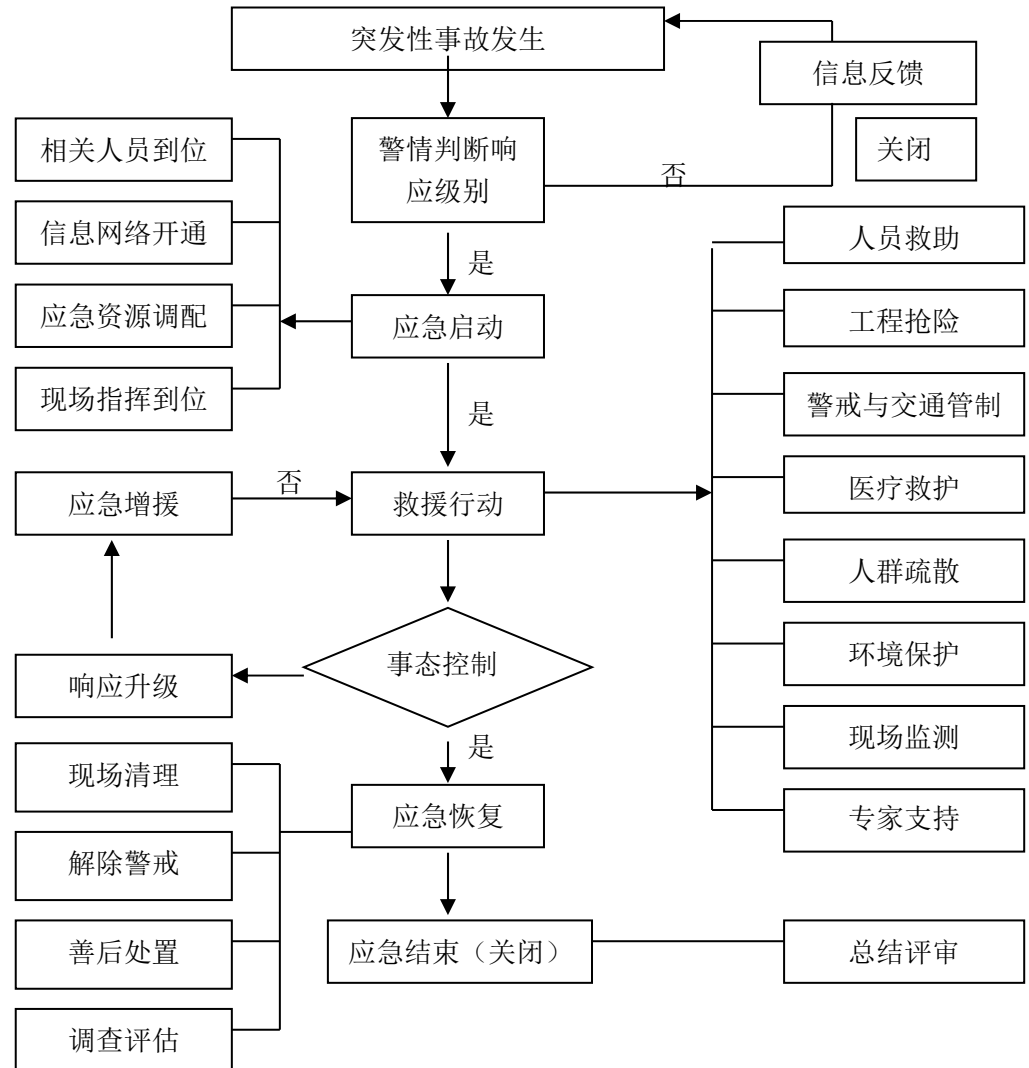 突发性事故发生
信息反馈
相关人员到位
警情判断响
应级别
否
关闭
信息网络开通
是
人员救助
应急资源调配
应急启动
工程抢险
现场指挥到位
是
警戒与交通管制
应急增援
否
救援行动
医疗救护
人群疏散
响应升级
事态控制
环境保护
现场清理
是
现场监测
应急恢复
专家支持
解除警戒
善后处置
应急结束（关闭）
总结评审
调查评估